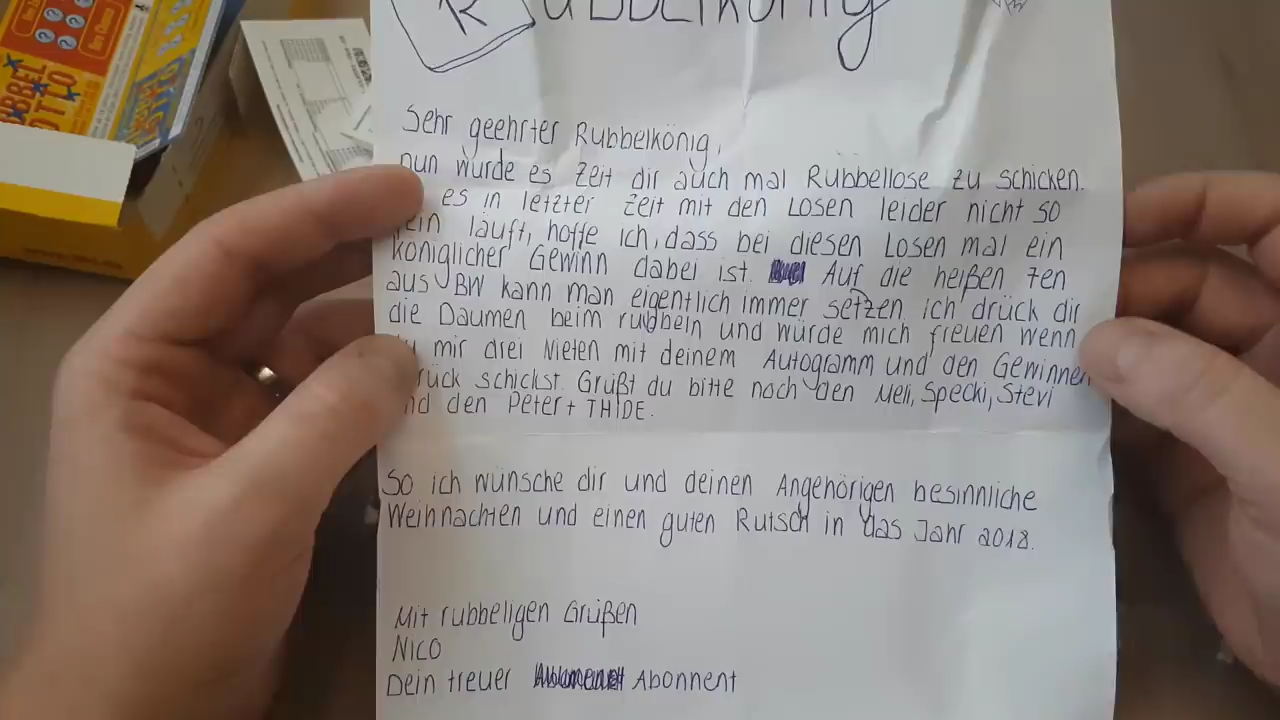 Rubbelkönig
Sehr geehrter Rubbelkönig,
nun wurde es Zeit dir auch mal Rubbellose zu schicken.
es in letzter Zeit mit den Losen leider nicht so
läuft, hoffe ich, dass bei diesen Losen mal ein
königlicher Gewinn dabei ist. Auf die heißen 7en
aus BW kann man eigentlich immer setzen. ich drück dir
die Daumen beim rubbeln und würde mich freuen wenn
du mir drei Nieten mit deinem Autogramm und den Gewinnen
rück schickst. Grüßt du bitte noch den Meli, Specki, Stevi
und den Peter + THIDE.
So ich wünsche dir und deinen Angehörigen besinnliche
Weihnachten und einen guten Rutsch in das Jahr 2018.
Mit rubbeligen Grüßen
Nico
Dein treuer Abonnent